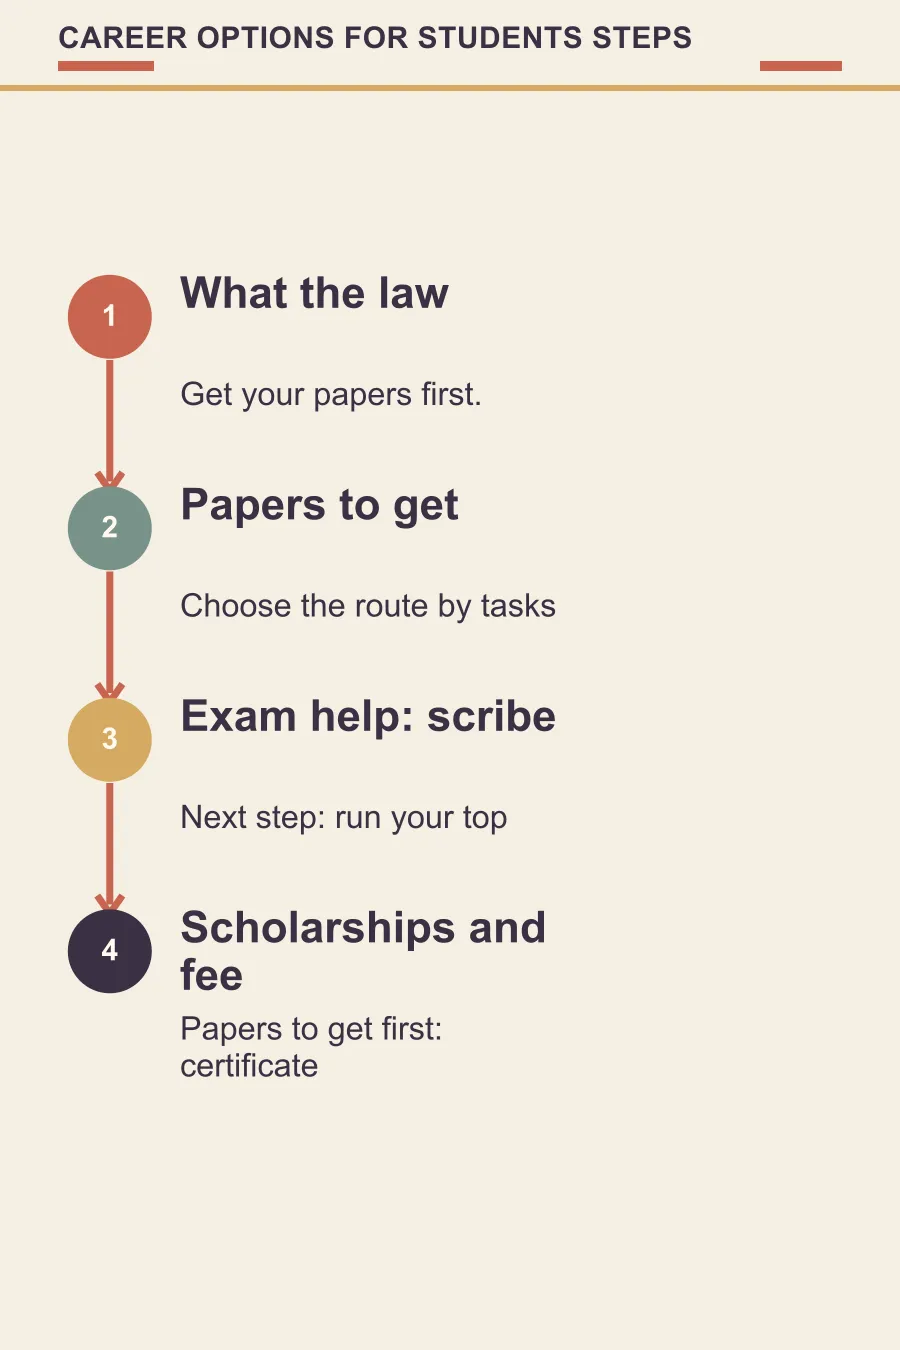 CAREER OPTIONS FOR STUDENTS STEPS
1
What the law
Get your papers first.
2
Papers to get
Choose the route by tasks
3
Exam help: scribe
Next step: run your top
4
Scholarships and
fee
Papers to get first:
certificate